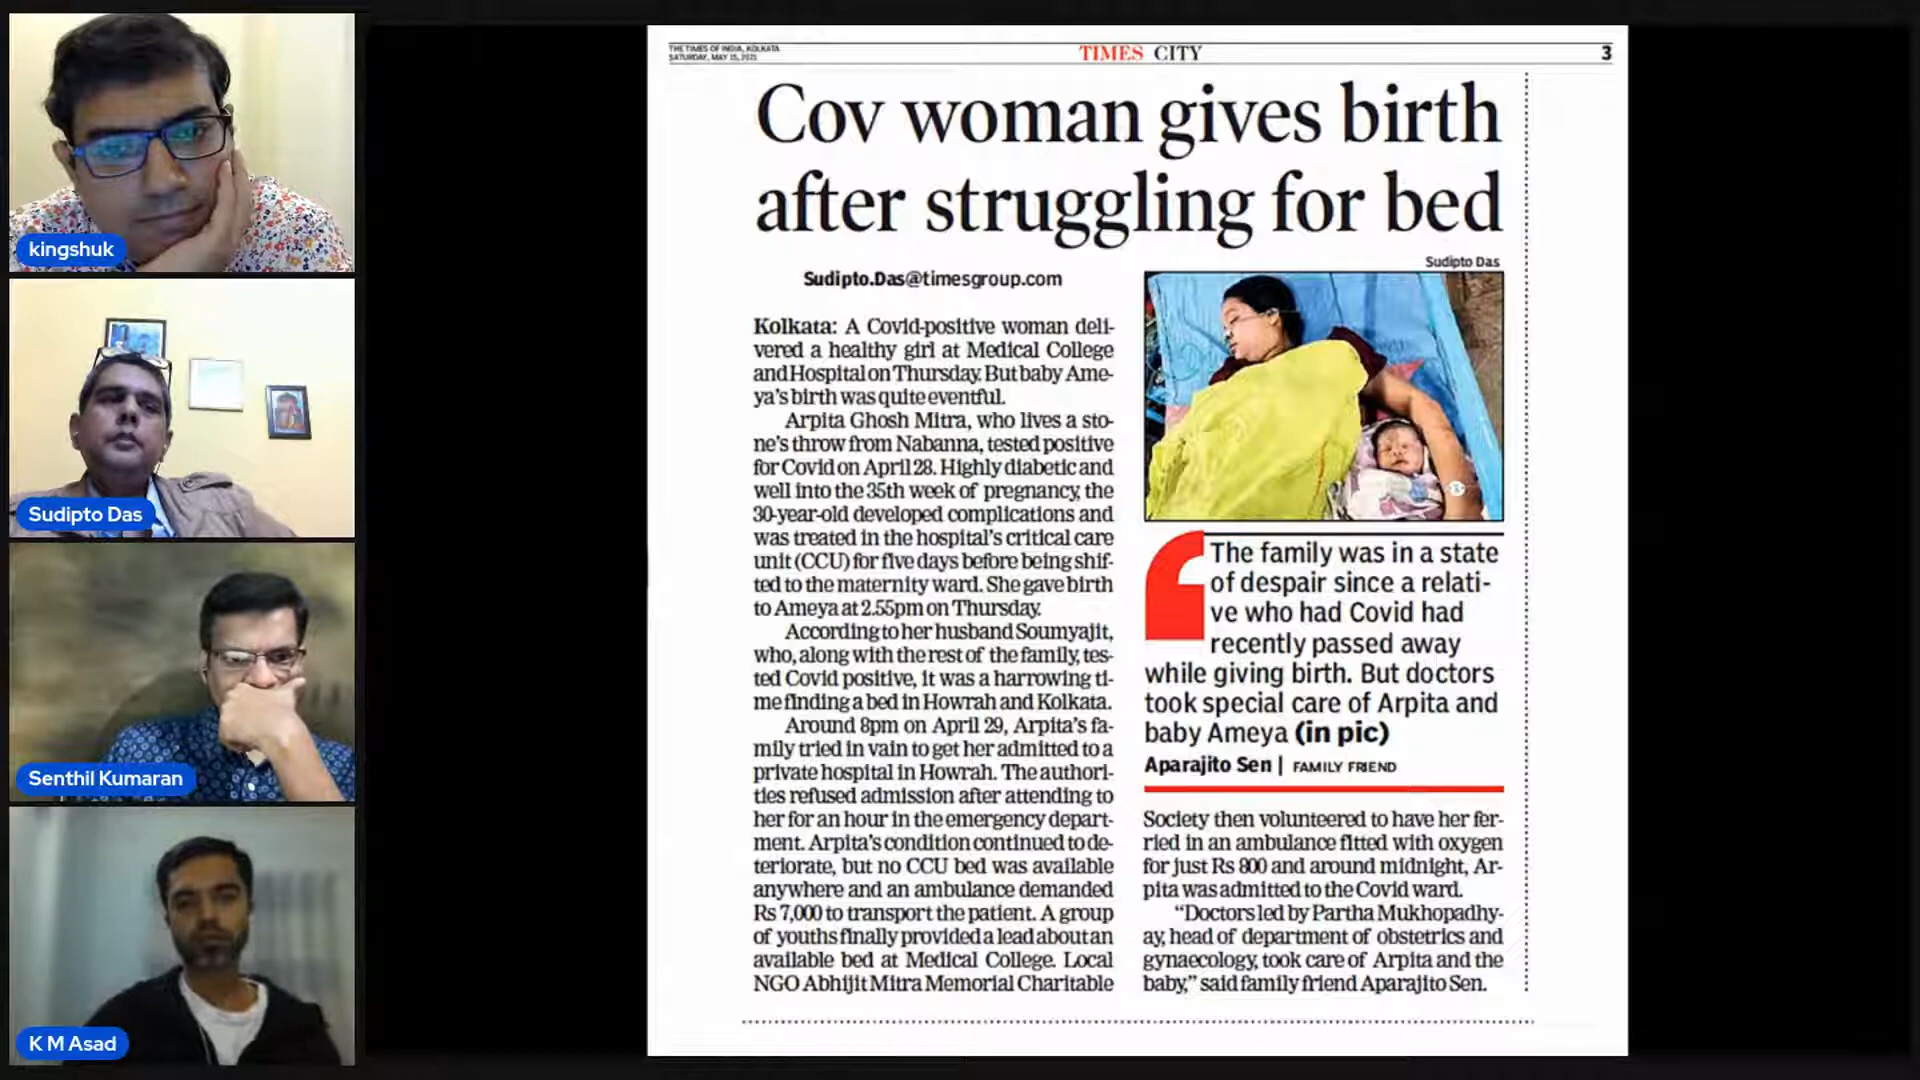 kingshuk
Sudipto Das
Senthil Kumaran
K M Asad
THE TIMES OF INDIA, KOLKATA
SATURDAY, MAY 15, 2021
TIMES CITY
3
Cov woman gives birth
after struggling for bed
Sudipto.Das@timesgroup.com
Kolkata: A Covid-positive woman deli-
vered a healthy girl at Medical College
and Hospital on Thursday. But baby Ame-
ya's birth was quite eventful.
Arpita Ghosh Mitra, who lives a sto-
ne's throw from Nabanna, tested positive
for Covid on April 28. Highly diabetic and
well into the 35th week of pregnancy, the
30-year-old developed complications and
was treated in the hospital's critical care
unit (CCU) for five days before being shif-
ted to the maternity ward. She gave birth
to Ameya at 2.55pm on Thursday.
According to her husband Soumyajit,
who, along with the rest of the family, tes-
ted Covid positive, it was a harrowing ti-
me finding a bed in Howrah and Kolkata.
Around 8pm on April 29, Arpita's fa-
mily tried in vain to get her admitted to a
private hospital in Howrah. The authori-
ties refused admission after attending to
her for an hour in the emergency depart-
ment. Arpita's condition continued to de-
teriorate, but no CCU bed was available
anywhere and an ambulance demanded
Rs 7,000 to transport the patient. A group
of youths finally provided a lead about an
available bed at Medical College. Local
NGO Abhijit Mitra Memorial Charitable
Sudipto Das
The family was in a state
of despair since a relati-
ve who had Covid had
recently passed away
while giving birth. But doctors
took special care of Arpita and
baby Ameya (in pic)
Aparajito Sen | FAMILY FRIEND
Society then volunteered to have her fer-
ried in an ambulance fitted with oxygen
for just Rs 800 and around midnight, Ar-
pita was admitted to the Covid ward.
"Doctors led by Partha Mukhopadhy-
ay, head of department of obstetrics and
gynaecology, took care of Arpita and the
baby," said family friend Aparajito Sen.